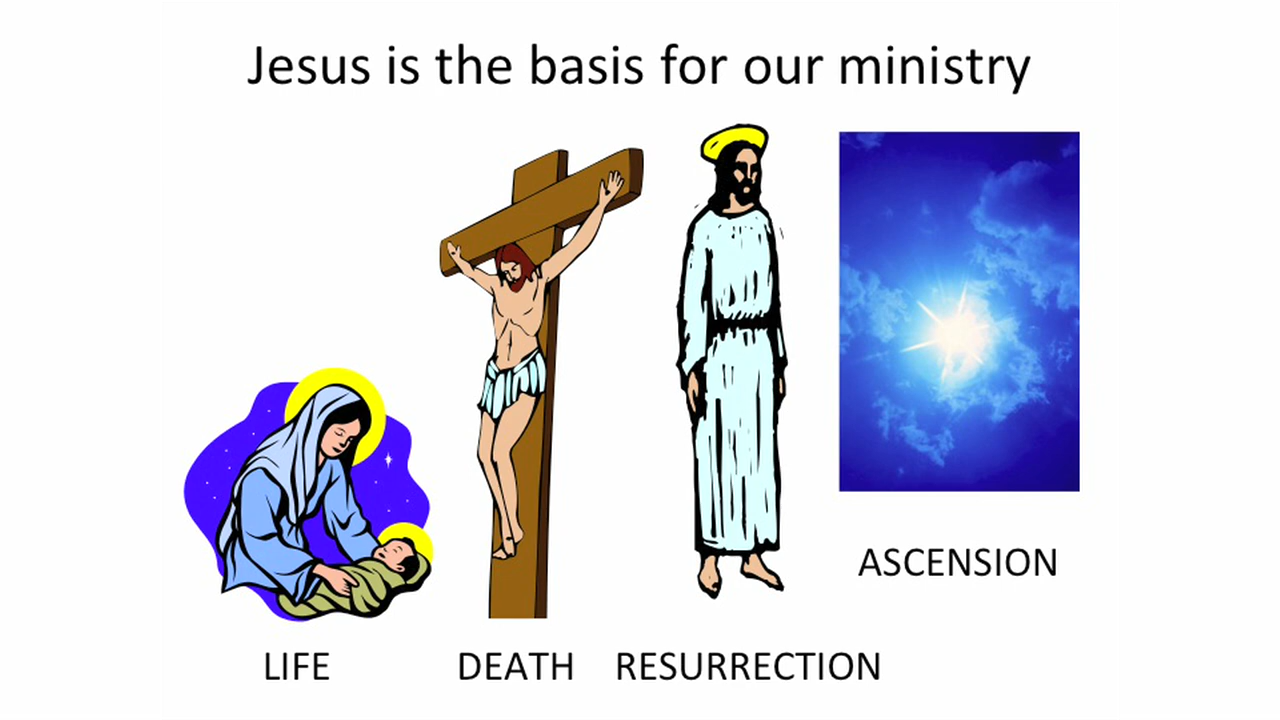 Jesus is the basis for our ministry
ASCENSION
LIFE DEATH RESURRECTION